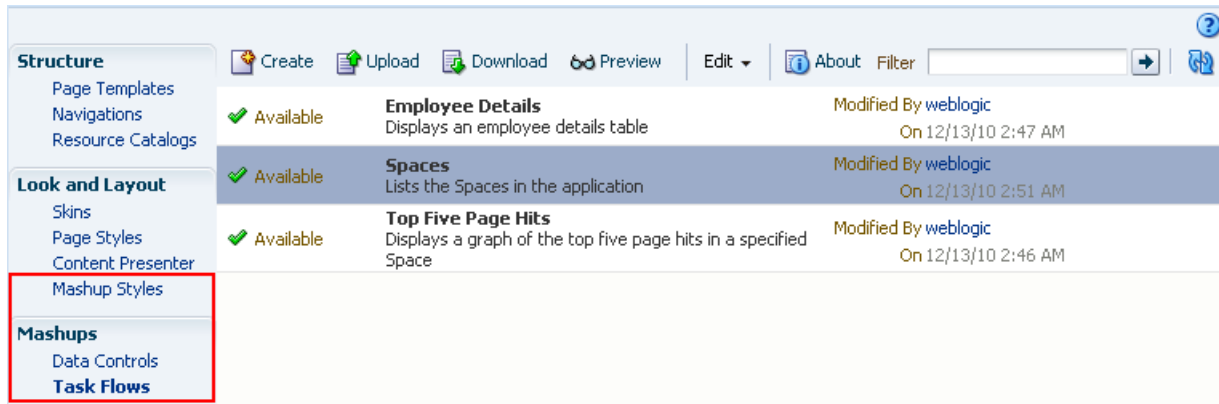 ?
Structure
Page Templates
Navigations
Resource Catalogs
Look and Layout
Skins
Page Styles
Content Presenter
Mashup Styles
Mashups
Data Controls
Task Flows
Create Upload Download Preview Edit About Filter
Available Employee Details Modified By weblogic
Displays an employee details table On 12/13/10 2:47 AM
Available Spaces Modified By weblogic
Lists the Spaces in the application On 12/13/10 2:51 AM
Available Top Five Page Hits Modified By weblogic
Displays a graph of the top five page hits in a specified On 12/13/10 2:46 AM
Space